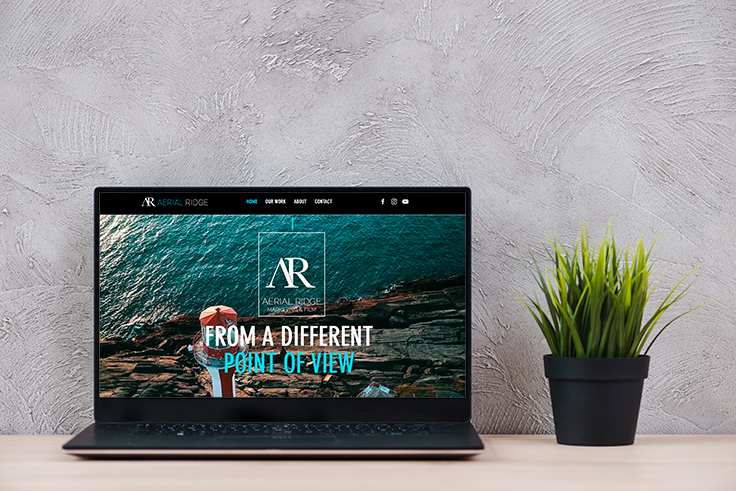 AR AERIAL RIDGE
HOME OUR WORK ABOUT CONTACT
AR
AERIAL RIDGE
MARKETING & FILM
FROM A DIFFERENT
POINT OF VIEW